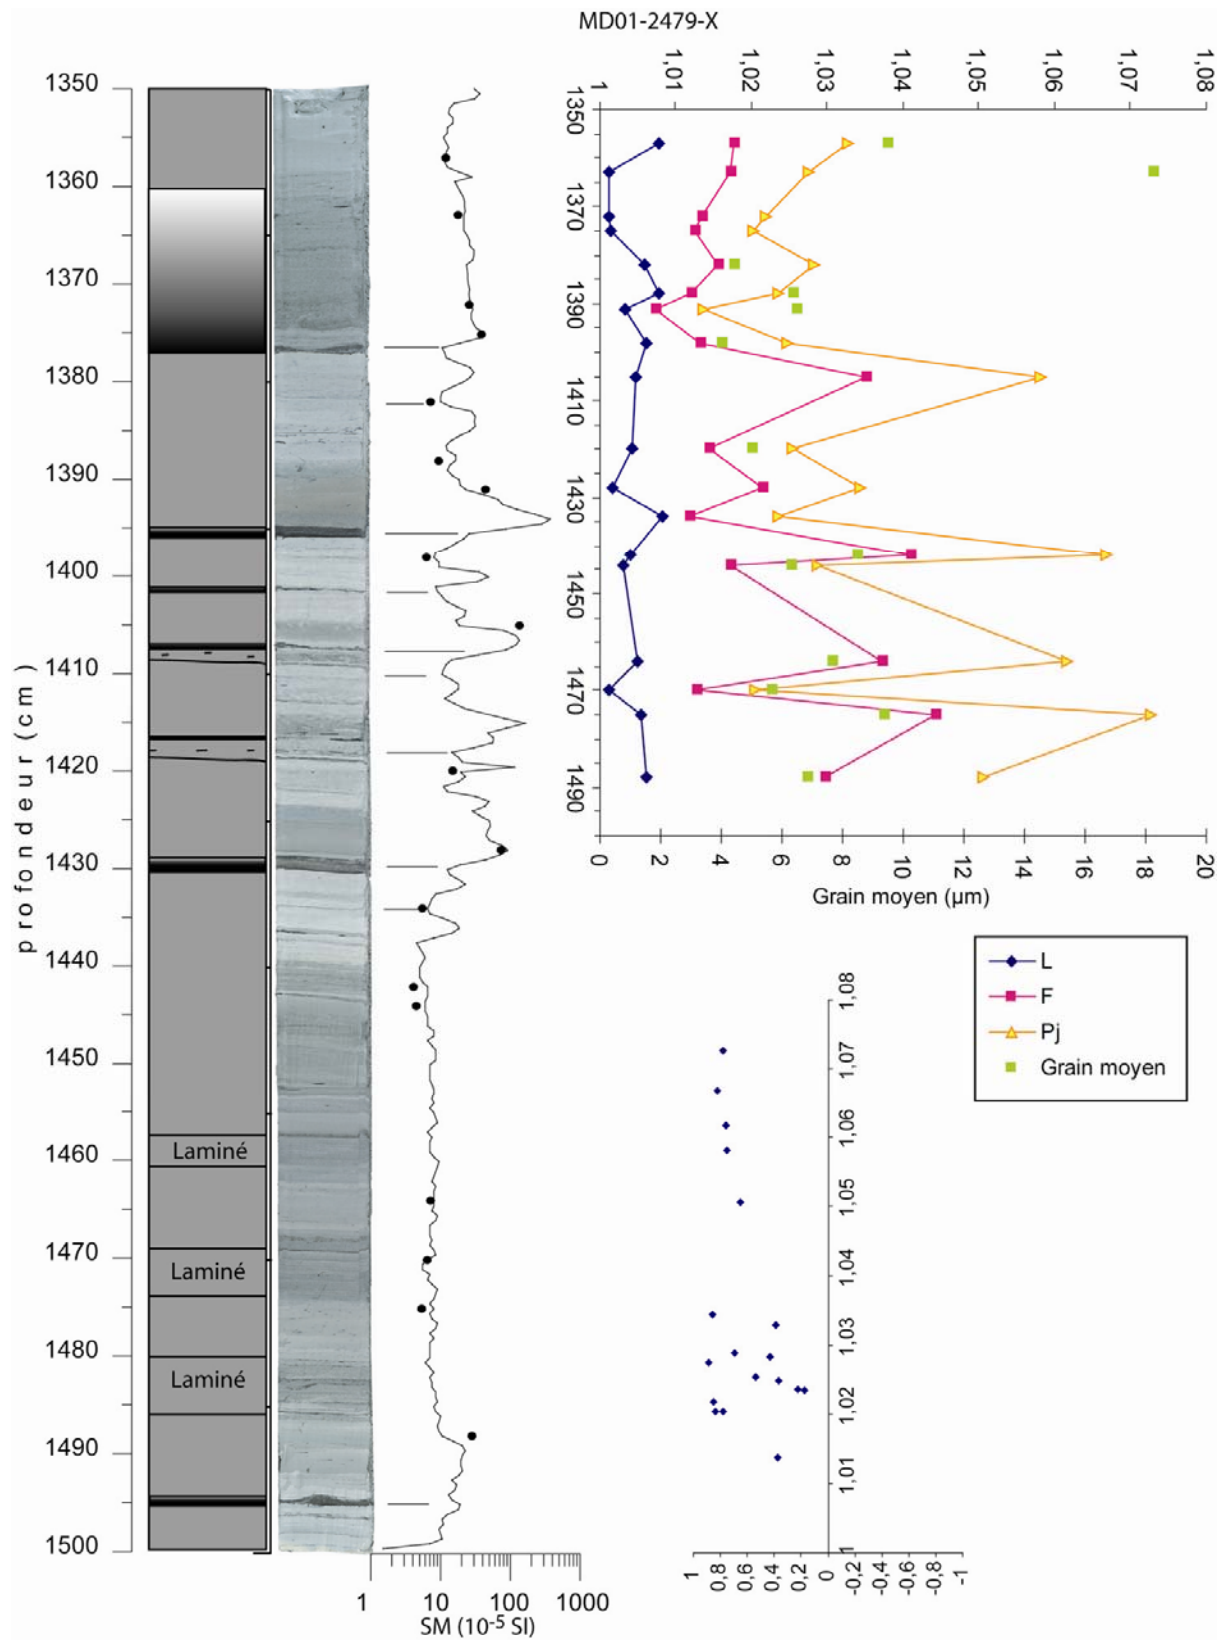 MD01-2479-X
1 1,01 1,02 1,03 1,04 1,05 1,06 1,07 1,08
1350
1360
1370
1380
1390
1400
1410
1420
1430
1440
1450
1460
1470
1480
1490
1500
profondeur (cm)
Laminé
Laminé
Laminé
1 10 100 1000
SM (10⁻⁵ SI)
1350
1370
1390
1410
1430
1450
1470
1490
0 2 4 6 8 10 12 14 16 18 20
Grain moyen (µm)
L
F
Pj
Grain moyen
1,08
1,07
1,06
1,05
1,04
1,03
1,02
1,01
1
1 0,8 0,6 0,4 0,2 0 -0,2 -0,4 -0,6 -0,8 -1